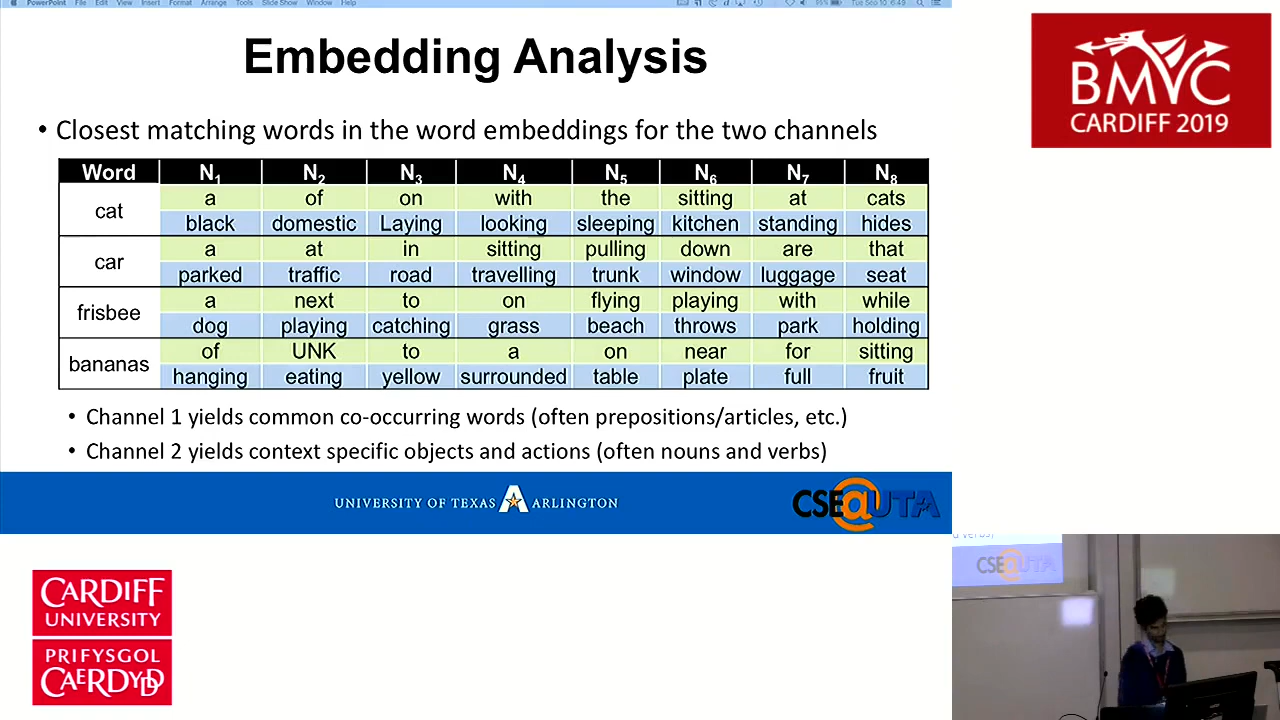 PowerPoint File Edit View Insert Format Arrange Tools Slide Show Window Help
Tue Sep 10 6:49
Embedding Analysis
• Closest matching words in the word embeddings for the two channels
Word N1 N2 N3 N4 N5 N6 N7 N8
cat
a of on with the sitting at cats
black domestic Laying looking sleeping kitchen standing hides
car
a at in sitting pulling down are that
parked traffic road travelling trunk window luggage seat
frisbee
a next to on flying playing with while
dog playing catching grass beach throws park holding
bananas
of UNK to a on near for sitting
hanging eating yellow surrounded table plate full fruit
• Channel 1 yields common co-occurring words (often prepositions/articles, etc.)
• Channel 2 yields context specific objects and actions (often nouns and verbs)
UNIVERSITY OF TEXAS A ARLINGTON
CSE@UTA
BMVC
CARDIFF 2019
CARDIFF
UNIVERSITY
PRIFYSGOL
CAERDYDD
d verbs)
CSE@UTA